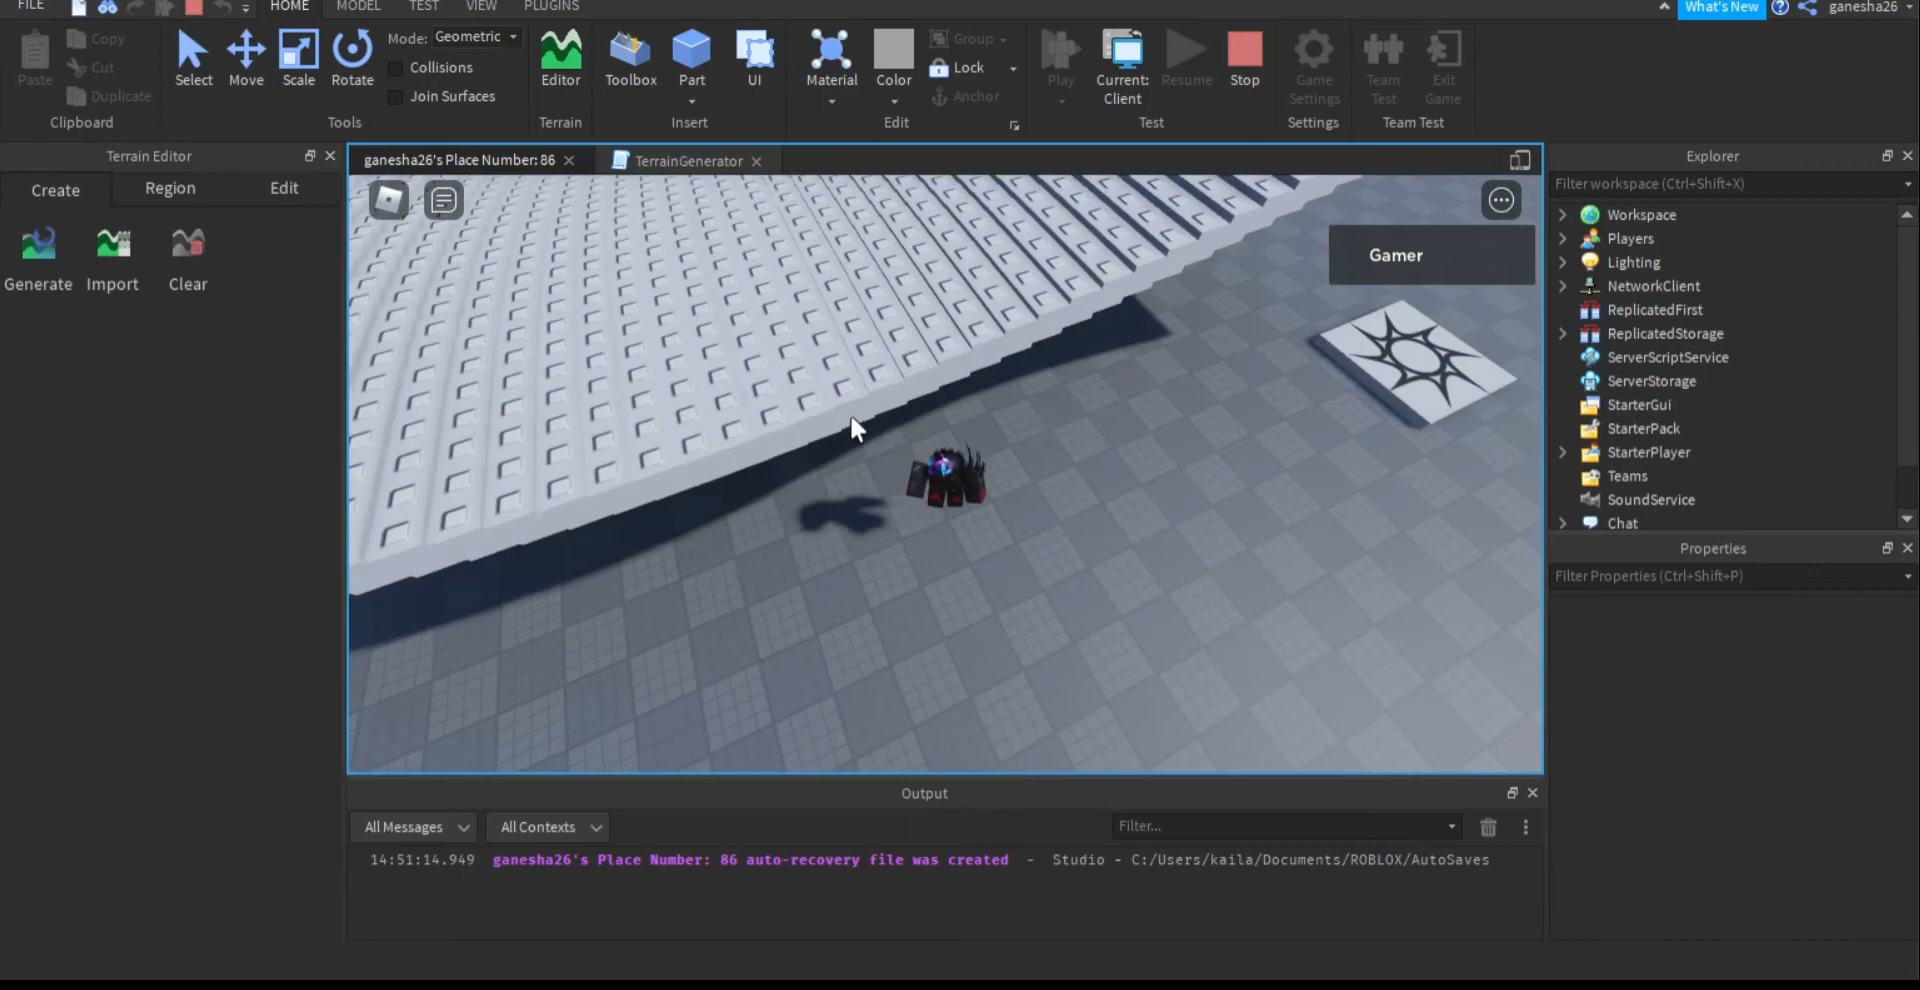 FILE
HOME
MODEL
TEST
VIEW
PLUGINS
What's New
ganesha26
Paste
Copy
Cut
Duplicate
Clipboard
Select
Move
Scale
Rotate
Mode: Geometric
Collisions
Join Surfaces
Tools
Editor
Terrain
Toolbox
Part
UI
Insert
Material
Color
Group
Lock
Anchor
Edit
Play
Current:
Client
Resume
Stop
Test
Game
Settings
Settings
Team
Test
Exit
Game
Team Test
Terrain Editor
Create
Region
Edit
Generate
Import
Clear
ganesha26's Place Number: 86
TerrainGenerator
Gamer
Explorer
Filter workspace (Ctrl+Shift+X)
Workspace
Players
Lighting
NetworkClient
ReplicatedFirst
ReplicatedStorage
ServerScriptService
ServerStorage
StarterGui
StarterPack
StarterPlayer
Teams
SoundService
Chat
Properties
Filter Properties (Ctrl+Shift+P)
Output
All Messages
All Contexts
Filter...
14:51:14.949 ganesha26's Place Number: 86 auto-recovery file was created - Studio - C:/Users/kaila/Documents/ROBLOX/AutoSaves